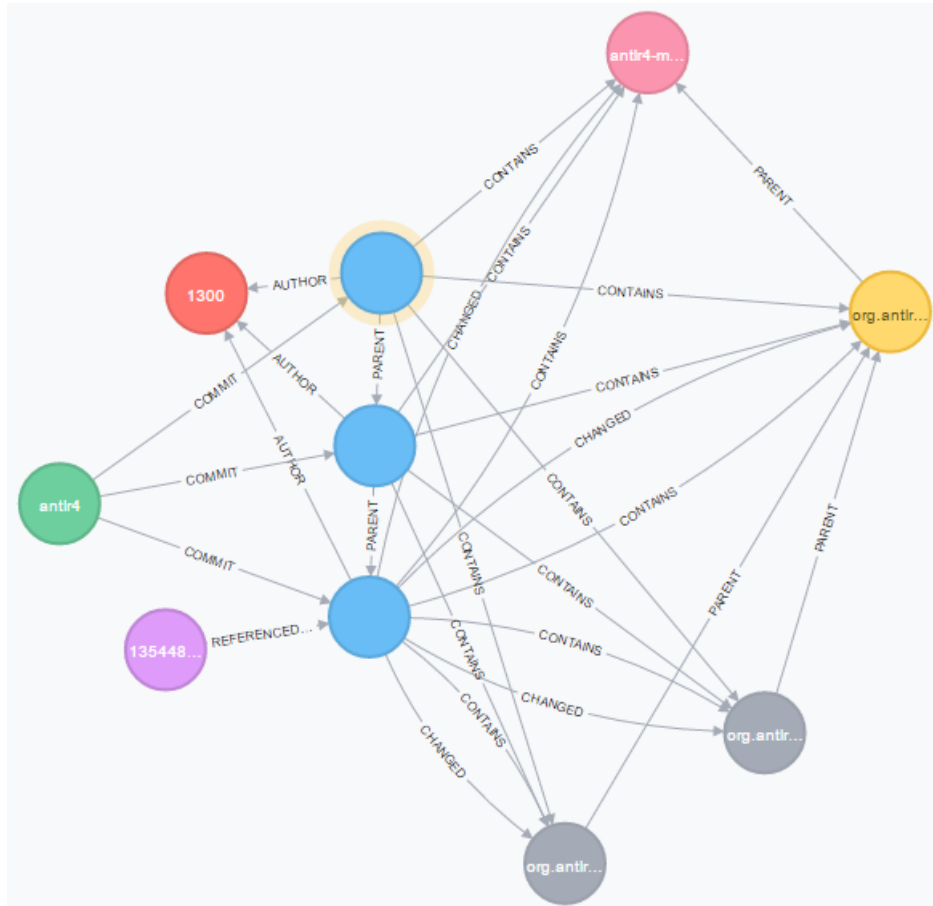 antlr4-m...
CONTAINS
PARENT
CONTAINS
AUTHOR
1300
CONTAINS
org.antlr...
CHANGED
PARENT
CONTAINS
AUTHOR
CONTAINS
COMMIT
CHANGED
AUTHOR
COMMIT
CONTAINS
CONTAINS
antlr4
PARENT
PARENT
COMMIT
CONTAINS
CONTAINS
PARENT
135448...
REFERENCED...
CONTAINS
CONTAINS
CHANGED
CONTAINS
org.antlr...
CHANGED
org.antlr...